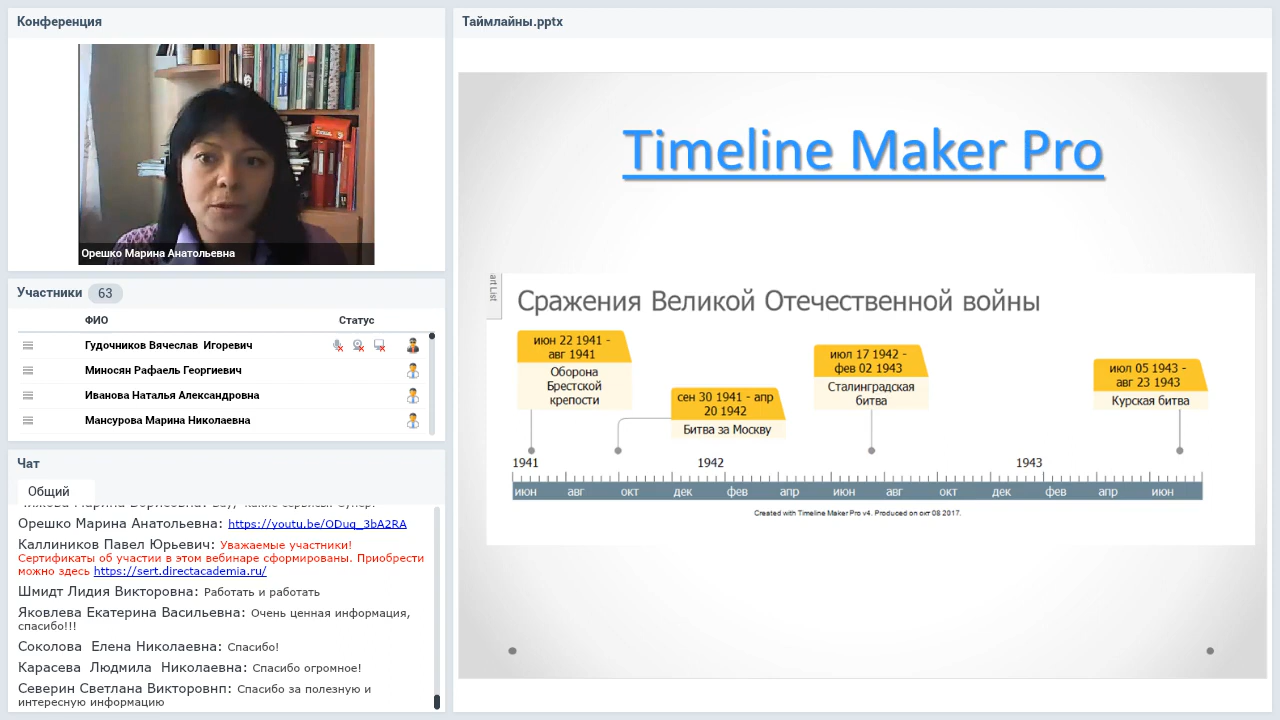 Конференция
Орешко Марина Анатольевна
Участники 63
ФИО Статус
Гудочников Вячеслав Игоревич
Миносян Рафаель Георгиевич
Иванова Наталья Александровна
Мансурова Марина Николаевна
Чат
Общий
Орешко Марина Анатольевна: https://youtu.be/ODuq_3bA2RA
Каллиников Павел Юрьевич: Уважаемые участники!
Сертификаты об участии в этом вебинаре сформированы. Приобрести
можно здесь https://sert.directacademia.ru/
Шмидт Лидия Викторовна: Работать и работать
Яковлева Екатерина Васильевна: Очень ценная информация,
спасибо!!!
Соколова Елена Николаевна: Спасибо!
Карасева Людмила Николаевна: Спасибо огромное!
Северин Светлана Викторовнп: Спасибо за полезную и
интересную информацию
Таймлайны.pptx
Timeline Maker Pro
art List
Сражения Великой Отечественной войны
июн 22 1941 -
авг 1941
Оборона
Брестской
крепости
сен 30 1941 - апр
20 1942
Битва за Москву
июл 17 1942 -
фев 02 1943
Сталинградская
битва
июл 05 1943 -
авг 23 1943
Курская битва
1941 1942 1943
июн авг окт дек фев апр июн авг окт дек фев апр июн
Created with Timeline Maker Pro v4. Produced on окт 08 2017.